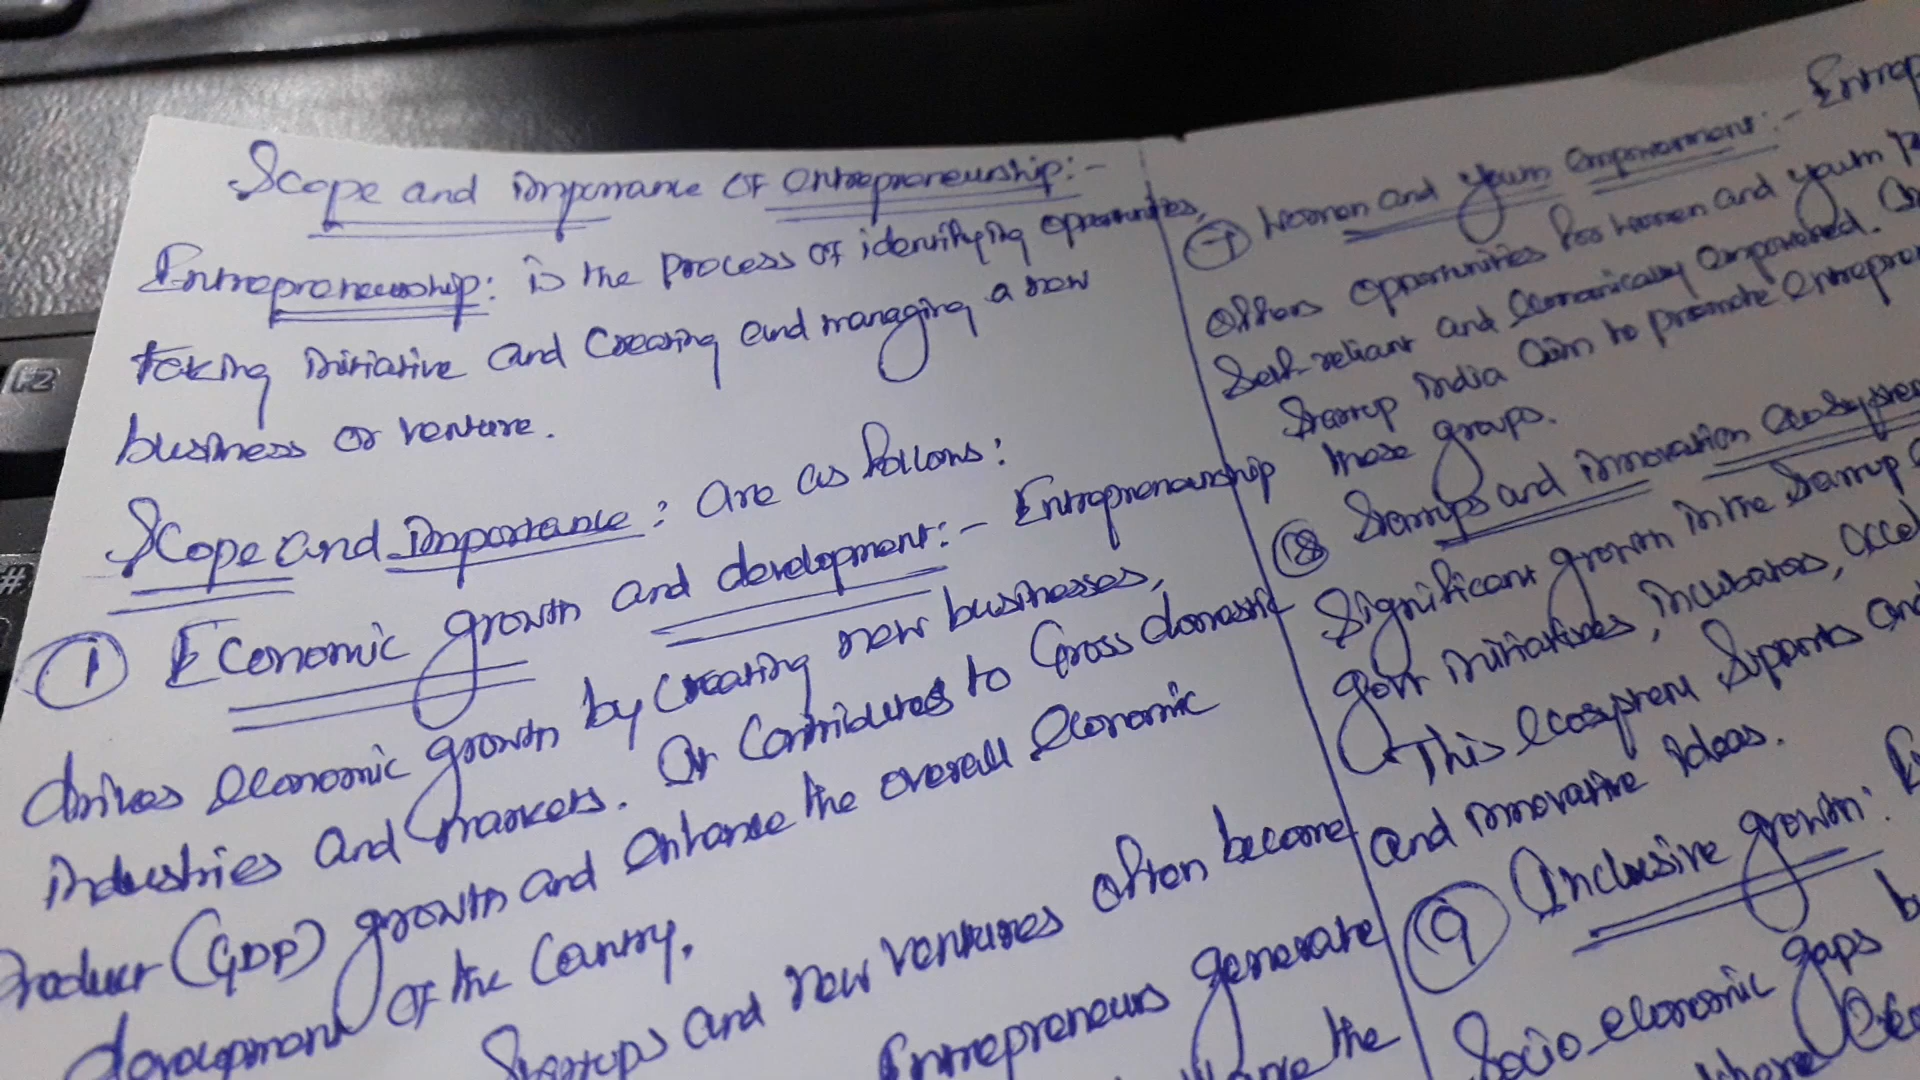 Scope and importance of entrepreneurship:-
Entrepreneurship: is the process of identifying opportunities,
taking initiative and creating and managing a new
business or venture.
Scope and Importance: are as follows:
① Economic growth and development:- Entrepreneurship
drives economic growth by creating new businesses,
industries and markets. It contributes to Gross domestic
Product (GDP) growth and enhance the overall economic
development of the country.
Startups and new ventures often become
Entrepreneurs generate
the
⑦ Women and youth empowerment:-
offers opportunities for women and youth
Self reliant and economically empowered.
Startup india aim to promote
these groups.
⑧ Startups and innovation ecosystem
Significant growth in the Startup
govt initiatives, incubators,
This ecosystem supports and
and innovative ideas.
⑨ Inclusive growth:
Socio economic gaps
where
F2
#